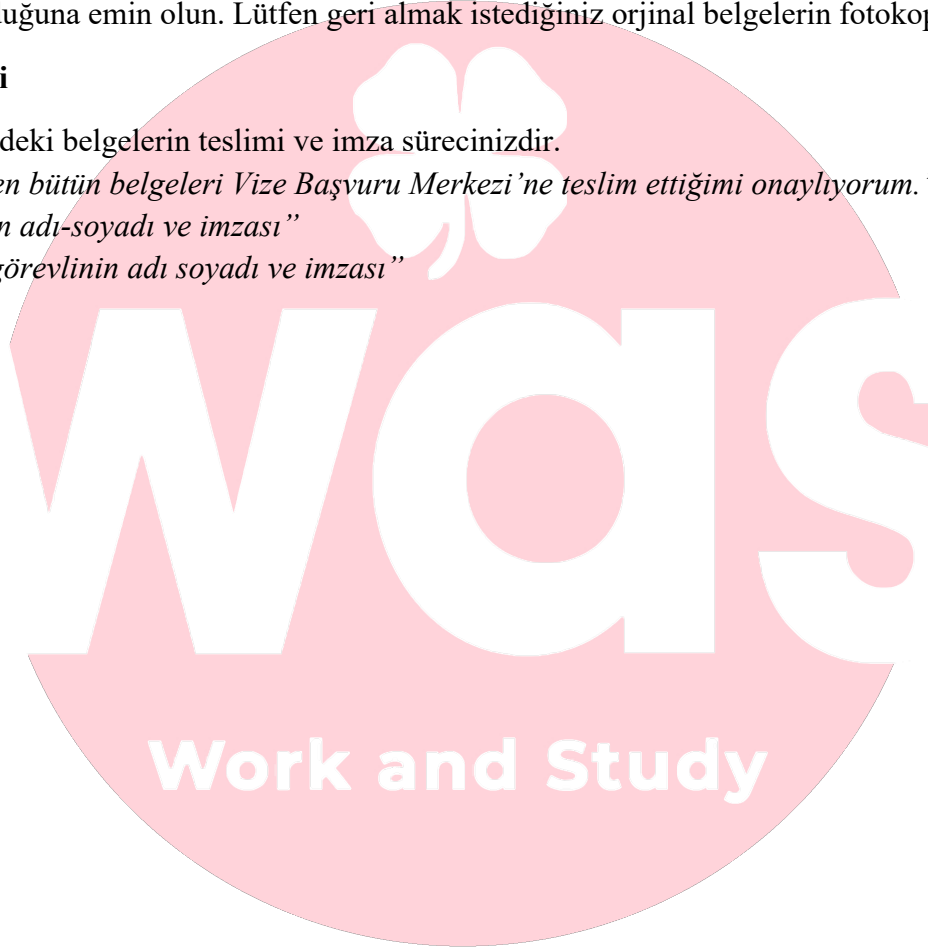 uğuna emin olun. Lütfen geri almak istediğiniz orjinal belgelerin fotokop
i
deki belgelerin teslimi ve imza sürecinizdir.
en bütün belgeleri Vize Başvuru Merkezi’ne teslim ettiğimi onaylıyorum.
n adı-soyadı ve imzası”
görevlinin adı soyadı ve imzası”
was
Work and Study